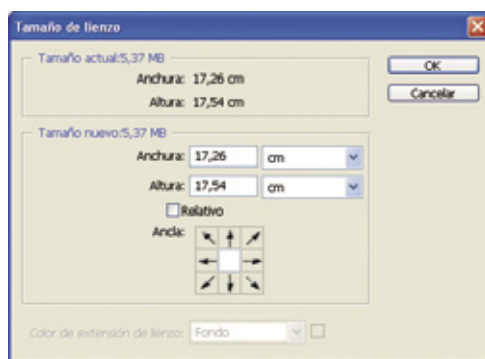 Tamaño de lienzo
Tamaño actual:5,37 MB
Anchura: 17,26 cm
Altura: 17,54 cm
OK
Cancelar
Tamaño nuevo:5,37 MB
Anchura: 17,26 cm
Altura: 17,54 cm
Relativo
Ancla:
Color de extensión de lienzo: Fondo